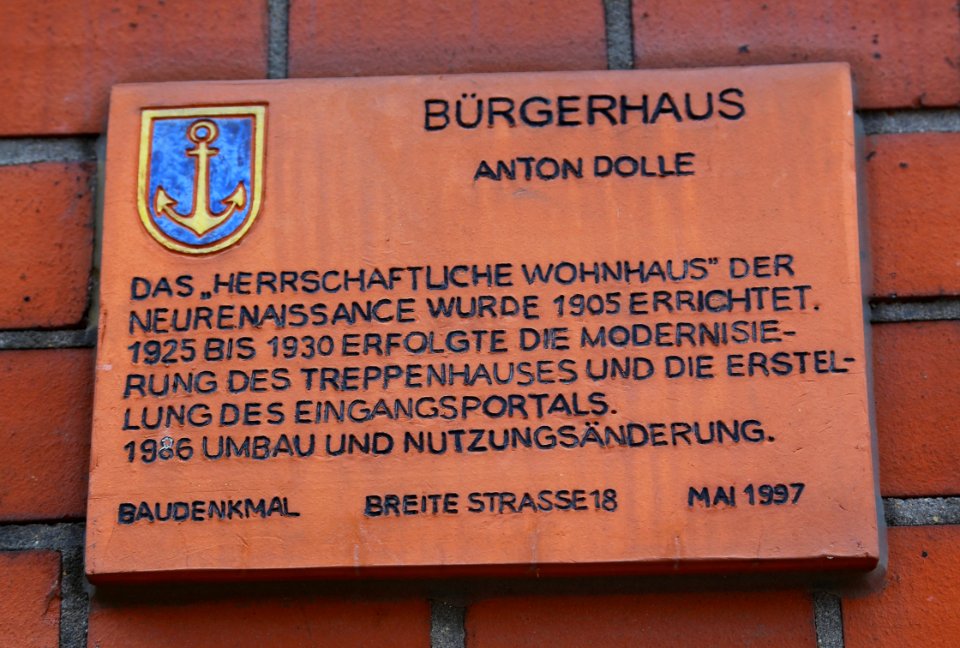 BÜRGERHAUS
ANTON DOLLE
DAS „HERRSCHAFTLICHE WOHNHAUS” DER
NEURENAISSANCE WURDE 1905 ERRICHTET.
1925 BIS 1930 ERFOLGTE DIE MODERNISIE-
RUNG DES TREPPENHAUSES UND DIE ERSTEL-
LUNG DES EINGANGSPORTALS.
1986 UMBAU UND NUTZUNGSÄNDERUNG.
BAUDENKMAL BREITE STRASSE 18 MAI 1997